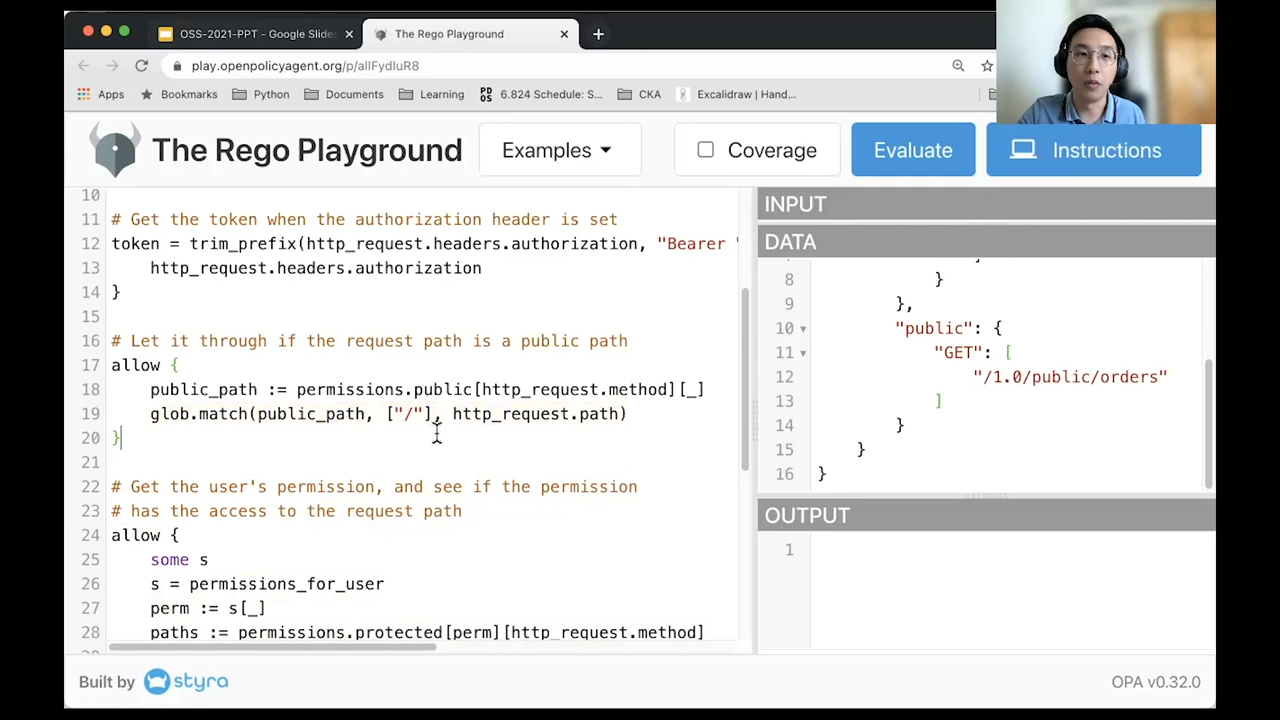 OSS-2021-PPT - Google Slides
The Rego Playground
play.openpolicyagent.org/p/allFydIuR8
Apps
Bookmarks
Python
Documents
Learning
PD
OS
6.824 Schedule: S...
CKA
Excalidraw | Hand...
The Rego Playground
Examples
Coverage
Evaluate
Instructions
10
11 # Get the token when the authorization header is set
12 token = trim_prefix(http_request.headers.authorization, "Bearer "
13 http_request.headers.authorization
14 }
15
16 # Let it through if the request path is a public path
17 allow {
18 public_path := permissions.public[http_request.method][_]
19 glob.match(public_path, ["/"], http_request.path)
20 }
21
22 # Get the user's permission, and see if the permission
23 # has the access to the request path
24 allow {
25 some s
26 s = permissions_for_user
27 perm := s[_]
28 paths := permissions.protected[perm][http_request.method]
INPUT
DATA
8 }
9 },
10 "public": {
11 "GET": [
12 "/1.0/public/orders"
13 ]
14 }
15 }
16 }
OUTPUT
1
Built by styra
OPA v0.32.0